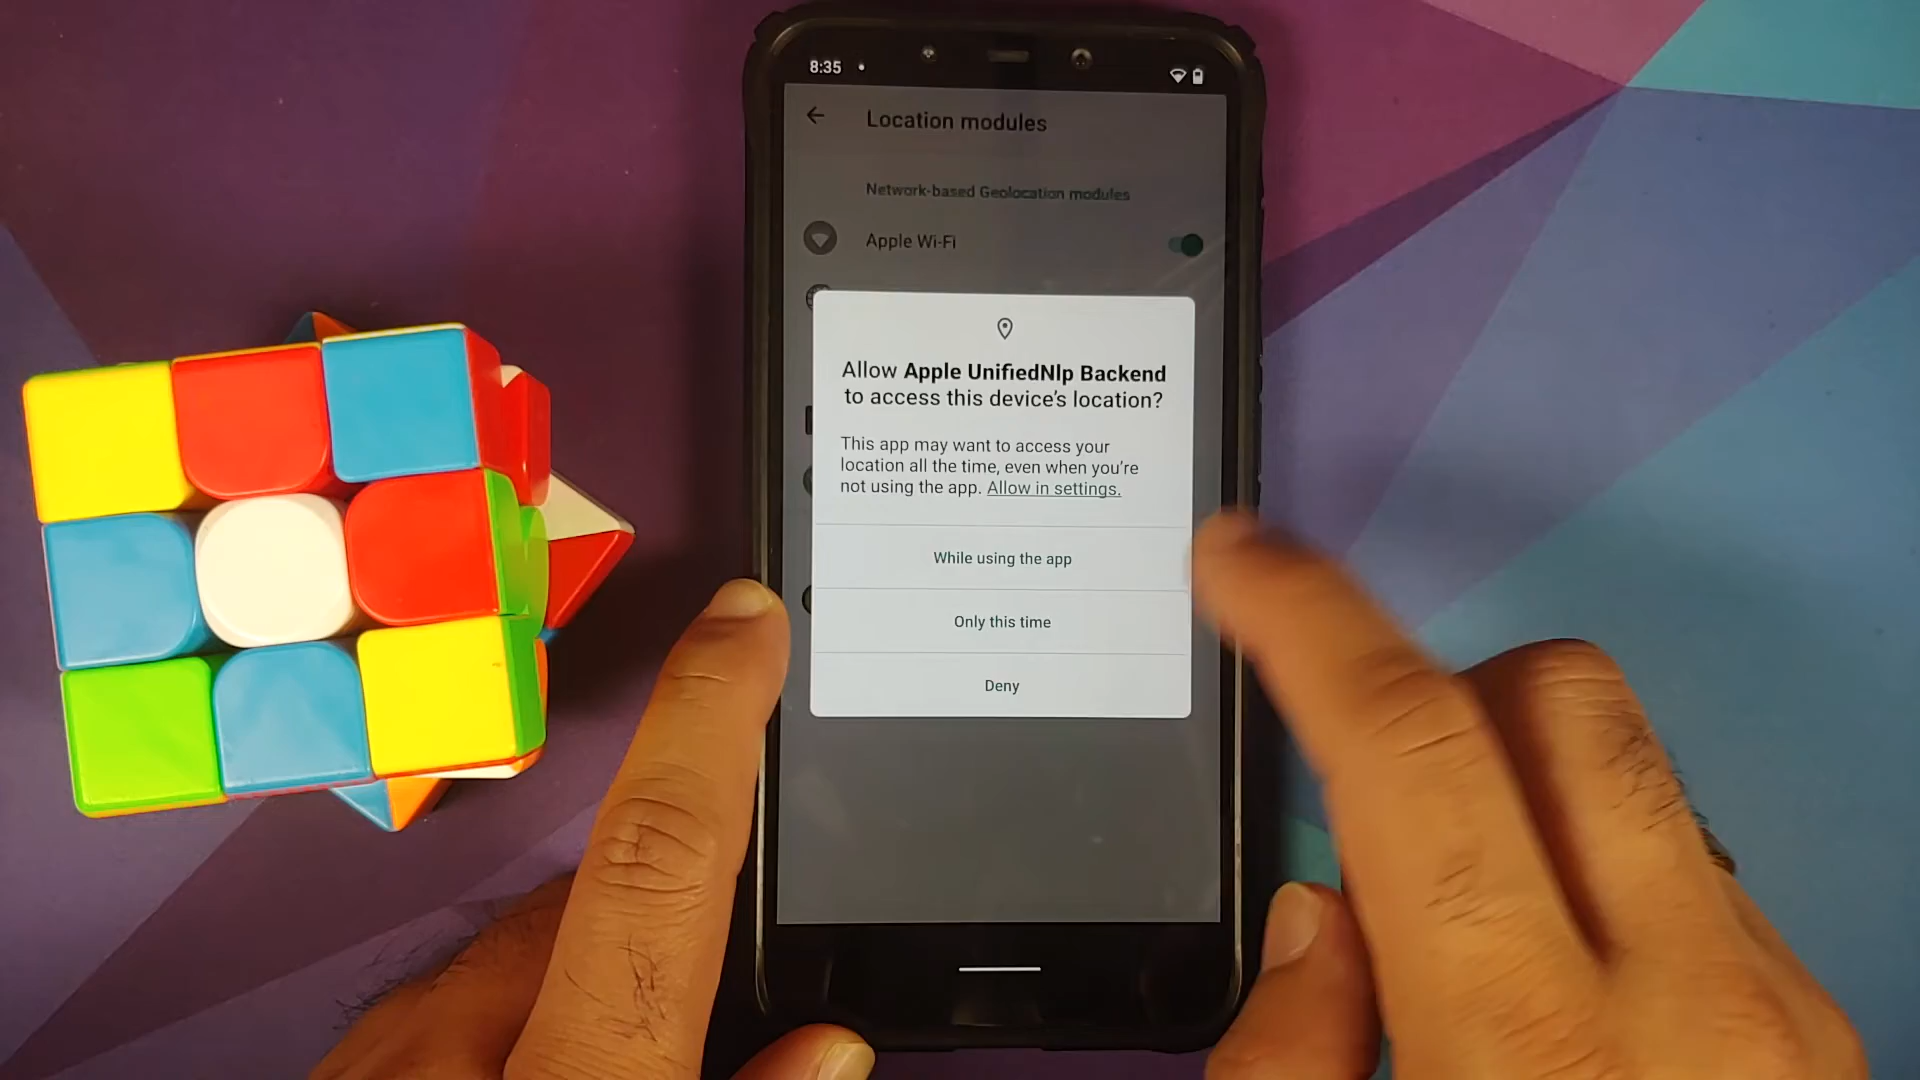 8:35
Location modules
Network-based Geolocation modules
Apple Wi-Fi
Allow Apple UnifiedNlp Backend
to access this device's location?
This app may want to access your
location all the time, even when you're
not using the app. Allow in settings.
While using the app
Only this time
Deny